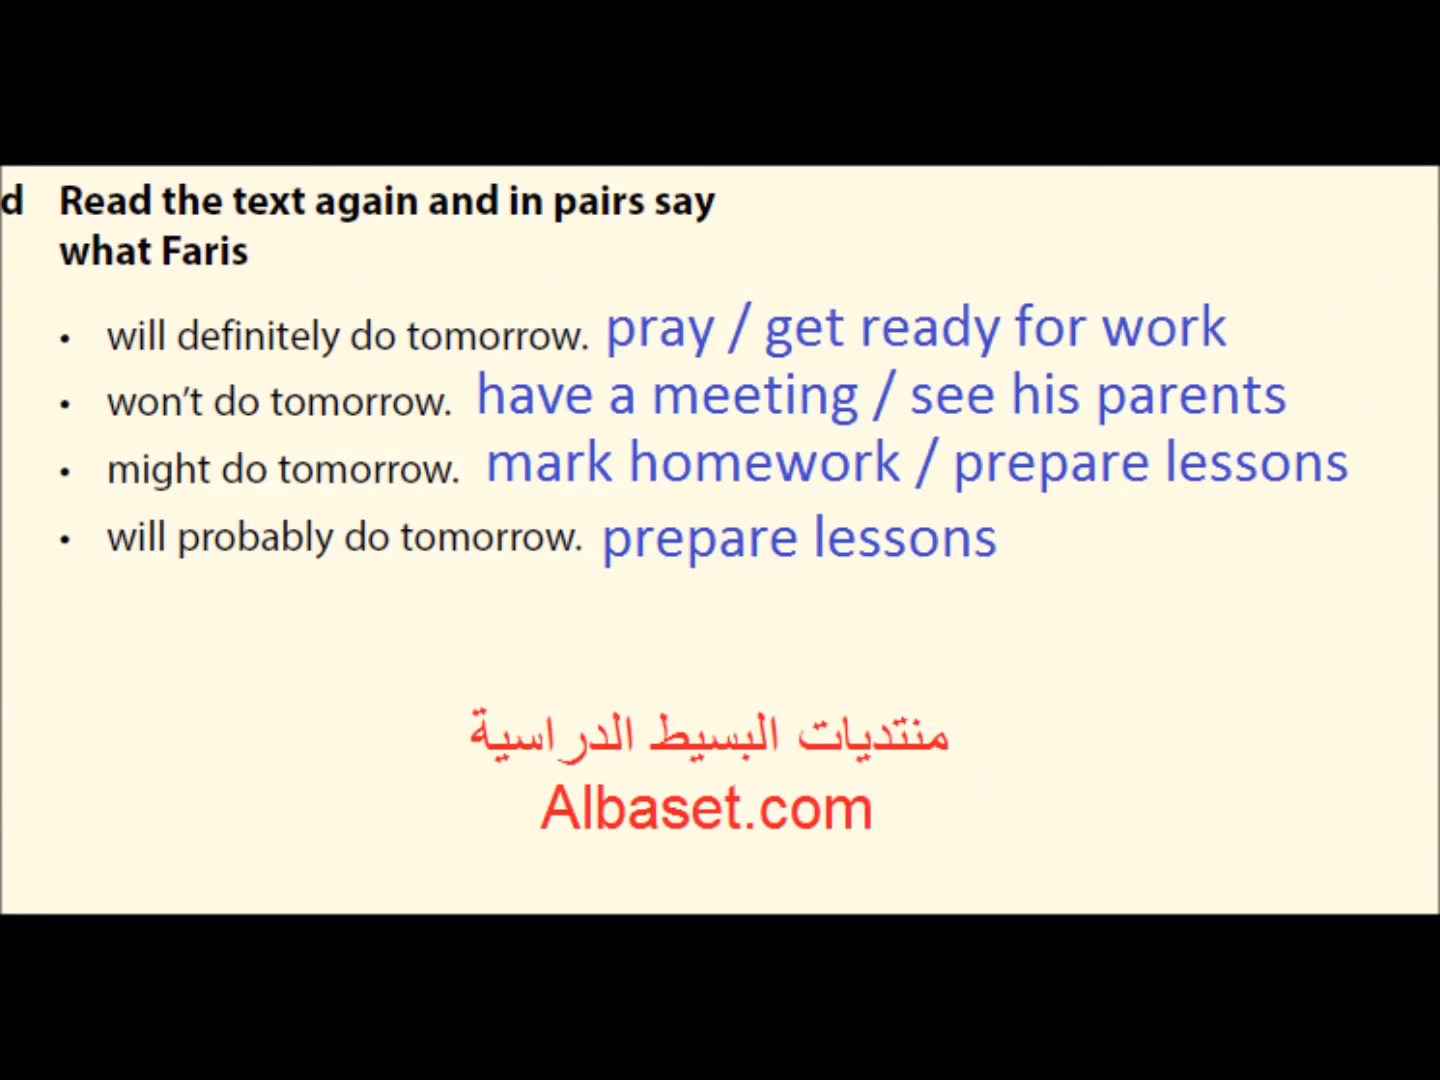 d Read the text again and in pairs say
what Faris
• will definitely do tomorrow. pray / get ready for work
• won't do tomorrow. have a meeting / see his parents
• might do tomorrow. mark homework / prepare lessons
• will probably do tomorrow. prepare lessons
منتديات البسيط الدراسية
Albaset.com